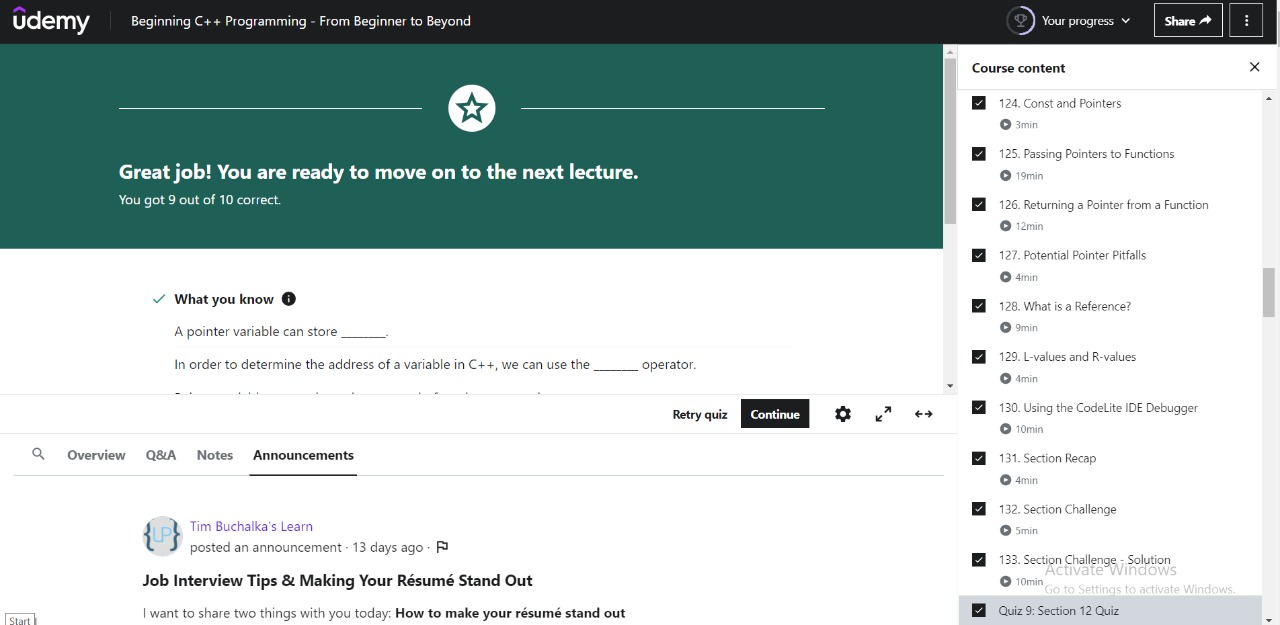 ûdemy
Beginning C++ Programming - From Beginner to Beyond
Your progress
Share
Great job! You are ready to move on to the next lecture.
You got 9 out of 10 correct.
What you know
A pointer variable can store _______.
In order to determine the address of a variable in C++, we can use the _______ operator.
Retry quiz
Continue
Overview
Q&A
Notes
Announcements
{LP}
Tim Buchalka's Learn
posted an announcement · 13 days ago ·
Job Interview Tips & Making Your Résumé Stand Out
I want to share two things with you today: How to make your résumé stand out
Start
Course content
124. Const and Pointers
3min
125. Passing Pointers to Functions
19min
126. Returning a Pointer from a Function
12min
127. Potential Pointer Pitfalls
4min
128. What is a Reference?
9min
129. L-values and R-values
4min
130. Using the CodeLite IDE Debugger
10min
131. Section Recap
4min
132. Section Challenge
5min
133. Section Challenge - Solution
10min
Activate Windows
Go to Settings to activate Windows.
Quiz 9: Section 12 Quiz